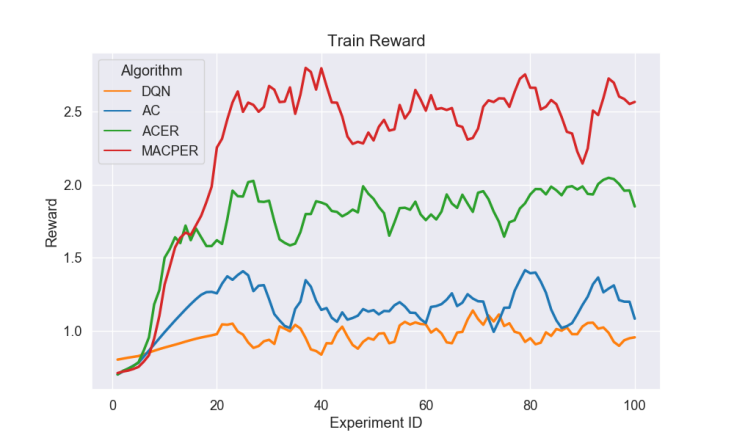 Train Reward
Algorithm
DQN
AC
ACER
MACPER
Reward
2.5
2.0
1.5
1.0
0 20 40 60 80 100
Experiment ID